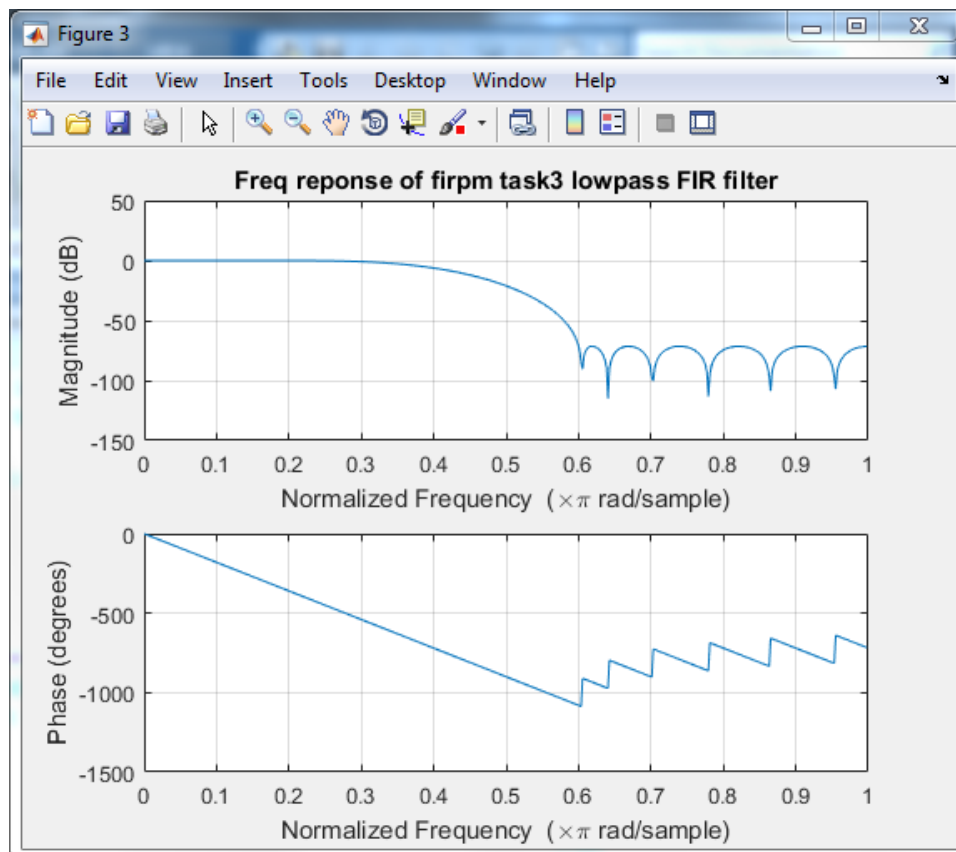 Figure 3
File Edit View Insert Tools Desktop Window Help
Freq reponse of firpm task3 lowpass FIR filter
50
0
-50
-100
-150
Magnitude (dB)
0 0.1 0.2 0.3 0.4 0.5 0.6 0.7 0.8 0.9 1
Normalized Frequency (×π rad/sample)
0
-500
-1000
-1500
Phase (degrees)
0 0.1 0.2 0.3 0.4 0.5 0.6 0.7 0.8 0.9 1
Normalized Frequency (×π rad/sample)